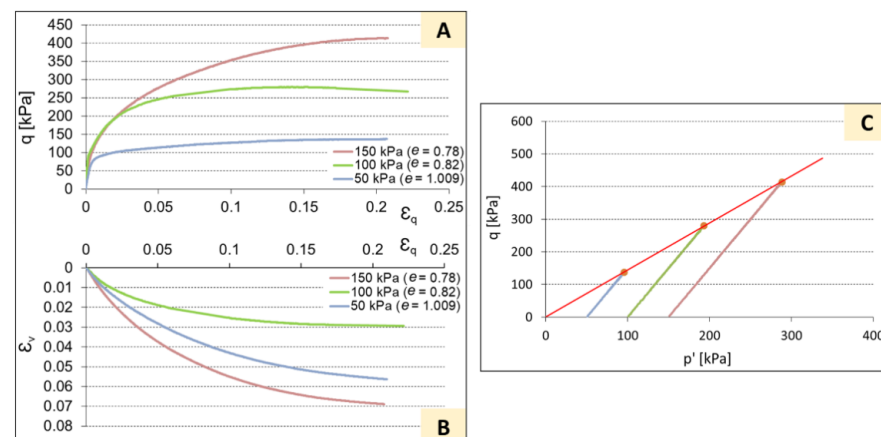 A
q [kPa]
450
400
350
300
250
200
150
100
50
0
150 kPa (e = 0.78)
100 kPa (e = 0.82)
50 kPa (e = 1.009)
0 0.05 0.1 0.15 0.2 0.25
εq
εq
0 0.05 0.1 0.15 0.2 0.25
0
0.01
0.02
0.03
0.04
0.05
0.06
0.07
0.08
εv
150 kPa (e = 0.78)
100 kPa (e = 0.82)
50 kPa (e = 1.009)
B
C
q [kPa]
600
500
400
300
200
100
0
0 100 200 300 400
p' [kPa]